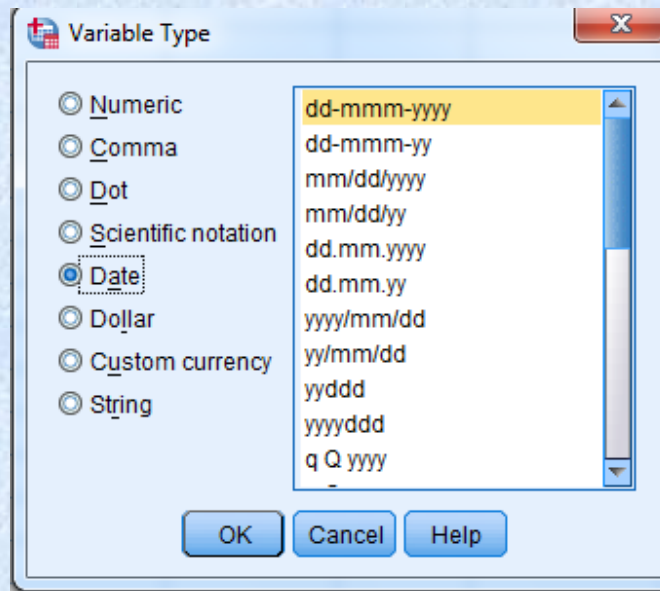 Variable Type
Numeric
Comma
Dot
Scientific notation
Date
Dollar
Custom currency
String
dd-mmm-yyyy
dd-mmm-yy
mm/dd/yyyy
mm/dd/yy
dd.mm.yyyy
dd.mm.yy
yyyy/mm/dd
yy/mm/dd
yyddd
yyyyddd
q Q yyyy
OK Cancel Help